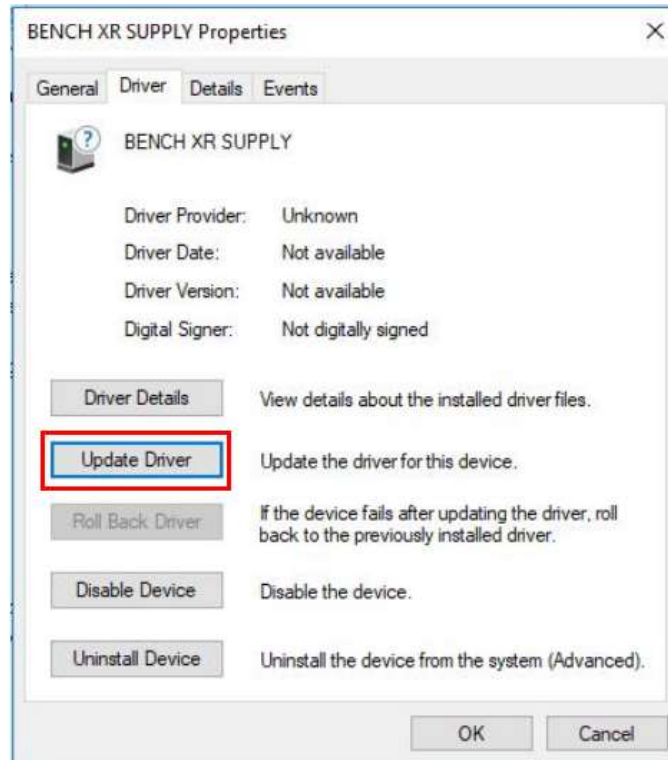 BENCH XR SUPPLY Properties
General Driver Details Events
BENCH XR SUPPLY
Driver Provider: Unknown
Driver Date: Not available
Driver Version: Not available
Digital Signer: Not digitally signed
Driver Details View details about the installed driver files.
Update Driver Update the driver for this device.
Roll Back Driver If the device fails after updating the driver, roll
back to the previously installed driver.
Disable Device Disable the device.
Uninstall Device Uninstall the device from the system (Advanced).
OK Cancel